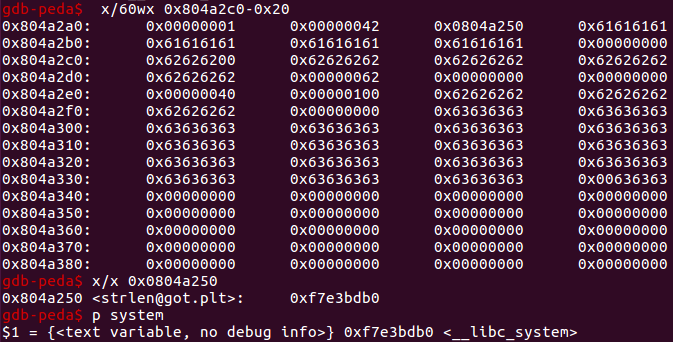 gdb-peda$ x/60wx 0x804a2c0-0x20
0x804a2a0: 0x00000001 0x00000042 0x0804a250 0x61616161
0x804a2b0: 0x61616161 0x61616161 0x61616161 0x00000000
0x804a2c0: 0x62626200 0x62626262 0x62626262 0x62626262
0x804a2d0: 0x62626262 0x00000062 0x00000000 0x00000000
0x804a2e0: 0x00000040 0x00000100 0x62626262 0x62626262
0x804a2f0: 0x62626262 0x00000000 0x63636363 0x63636363
0x804a300: 0x63636363 0x63636363 0x63636363 0x63636363
0x804a310: 0x63636363 0x63636363 0x63636363 0x63636363
0x804a320: 0x63636363 0x63636363 0x63636363 0x63636363
0x804a330: 0x63636363 0x63636363 0x63636363 0x00636363
0x804a340: 0x00000000 0x00000000 0x00000000 0x00000000
0x804a350: 0x00000000 0x00000000 0x00000000 0x00000000
0x804a360: 0x00000000 0x00000000 0x00000000 0x00000000
0x804a370: 0x00000000 0x00000000 0x00000000 0x00000000
0x804a380: 0x00000000 0x00000000 0x00000000 0x00000000
gdb-peda$ x/x 0x0804a250
0x804a250 <strlen@got.plt>: 0xf7e3bdb0
gdb-peda$ p system
$1 = {<text variable, no debug info>} 0xf7e3bdb0 <__libc_system>